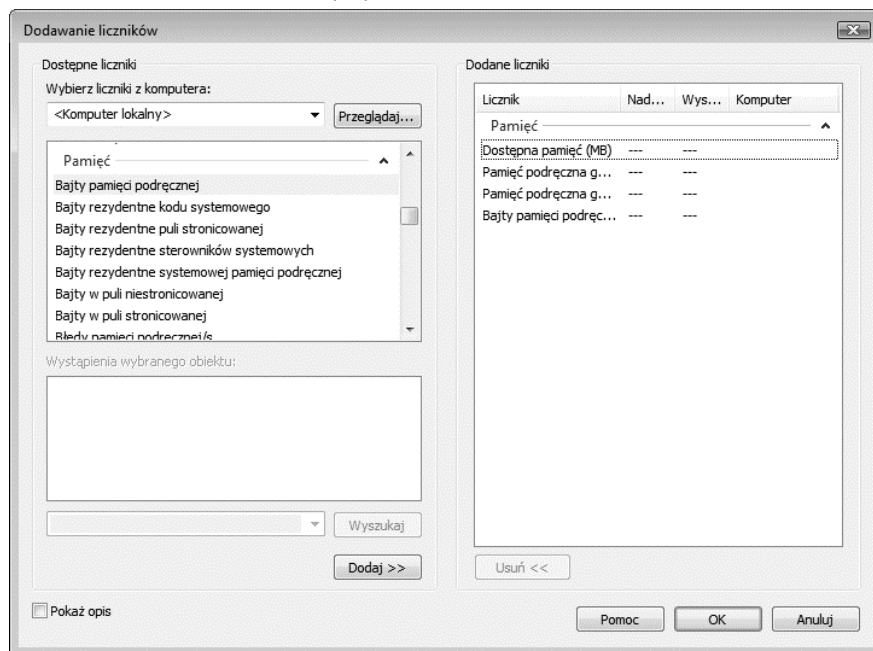 Dodawanie liczników
Dostępne liczniki
Wybierz liczniki z komputera:
<Komputer lokalny>
Przeglądaj...
Pamięć
Bajty pamięci podręcznej
Bajty rezydentne kodu systemowego
Bajty rezydentne puli stronicowanej
Bajty rezydentne sterowników systemowych
Bajty rezydentne systemowej pamięci podręcznej
Bajty w puli niestronicowanej
Bajty w puli stronicowanej
Błędy pamięci podręcznej/s
Wystąpienia wybranego obiektu:
Wyszukaj
Dodaj >>
Pokaż opis
Dodane liczniki
Licznik Nad... Wys... Komputer
Pamięć
Dostępna pamięć (MB) --- ---
Pamięć podręczna g... --- ---
Pamięć podręczna g... --- ---
Bajty pamięci podręc... --- ---
Usuń <<
Pomoc OK Anuluj